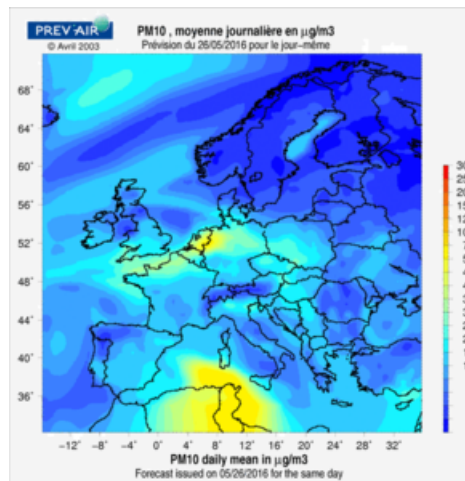 PREV'AIR
© Avril 2003
PM10 , moyenne journalière en µg/m3
Prévision du 26/05/2016 pour le jour-même
68°
64°
60°
56°
52°
48°
44°
40°
36°
-12° -8° -4° 0° 4° 8° 12° 16° 20° 24° 28° 32°
PM10 daily mean in µg/m3
Forecast issued on 05/26/2016 for the same day